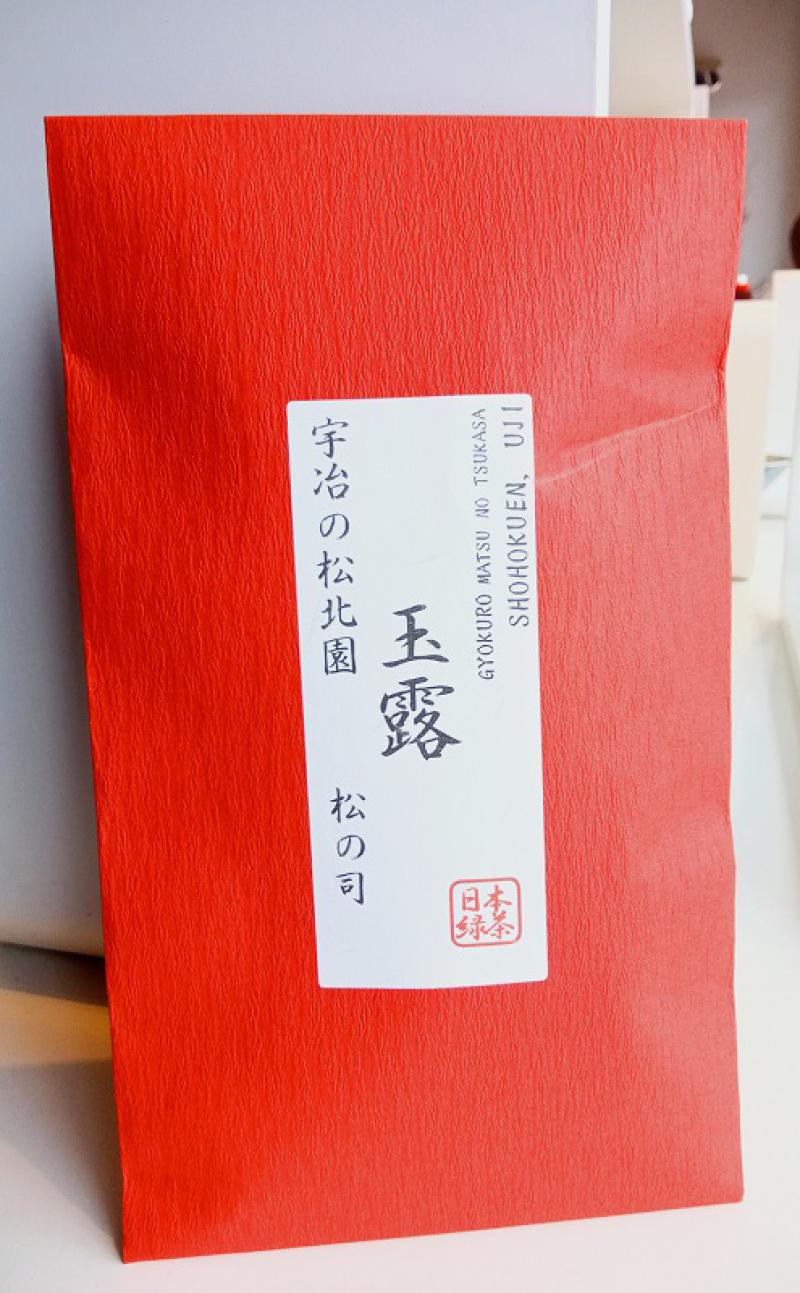 SHOHOKUEN, UJI
GYOKURO MATSU NO TSUKASA
玉露
宇冶の松北園 松の司
日本
緑茶